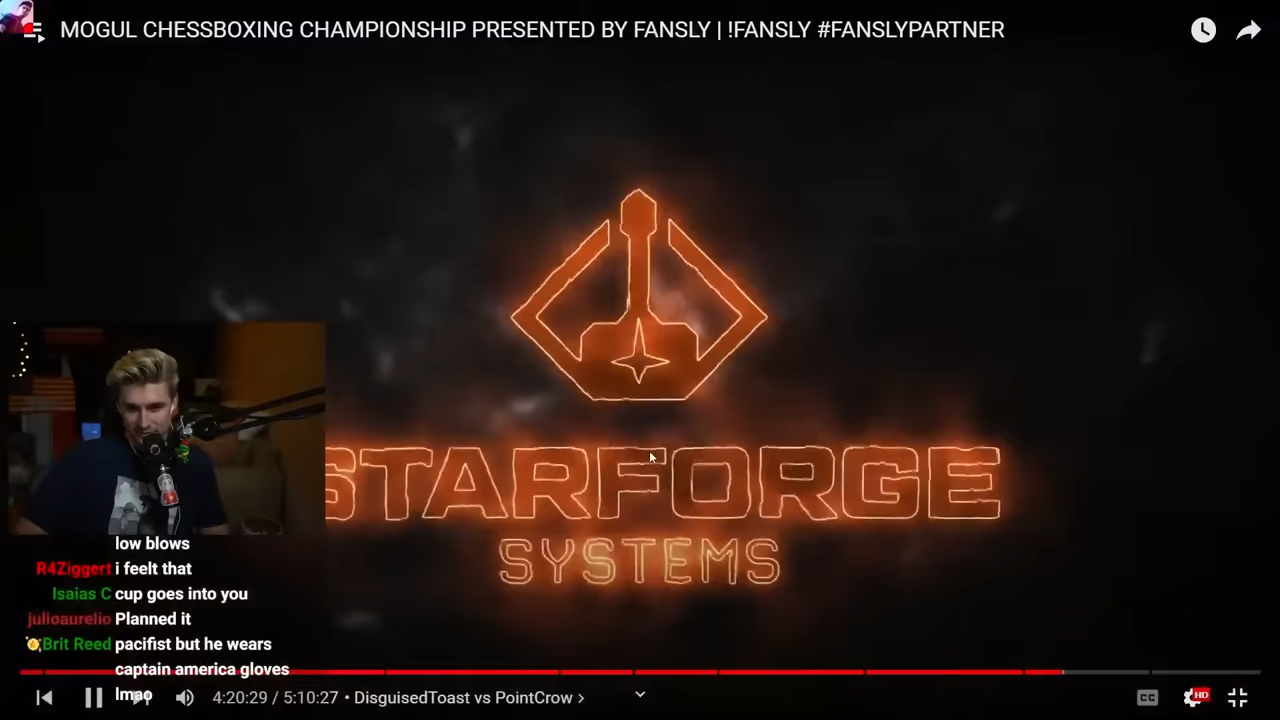 MOGUL CHESSBOXING CHAMPIONSHIP PRESENTED BY FANSLY | !FANSLY #FANSLYPARTNER
STARFORGE
SYSTEMS
low blows
R4Ziggert i feelt that
Isaias C cup goes into you
julioaurelio Planned it
Brit Reed pacifist but he wears
captain america gloves
lmao
4:20:29 / 5:10:27 • DisguisedToast vs PointCrow ›
CC
HD